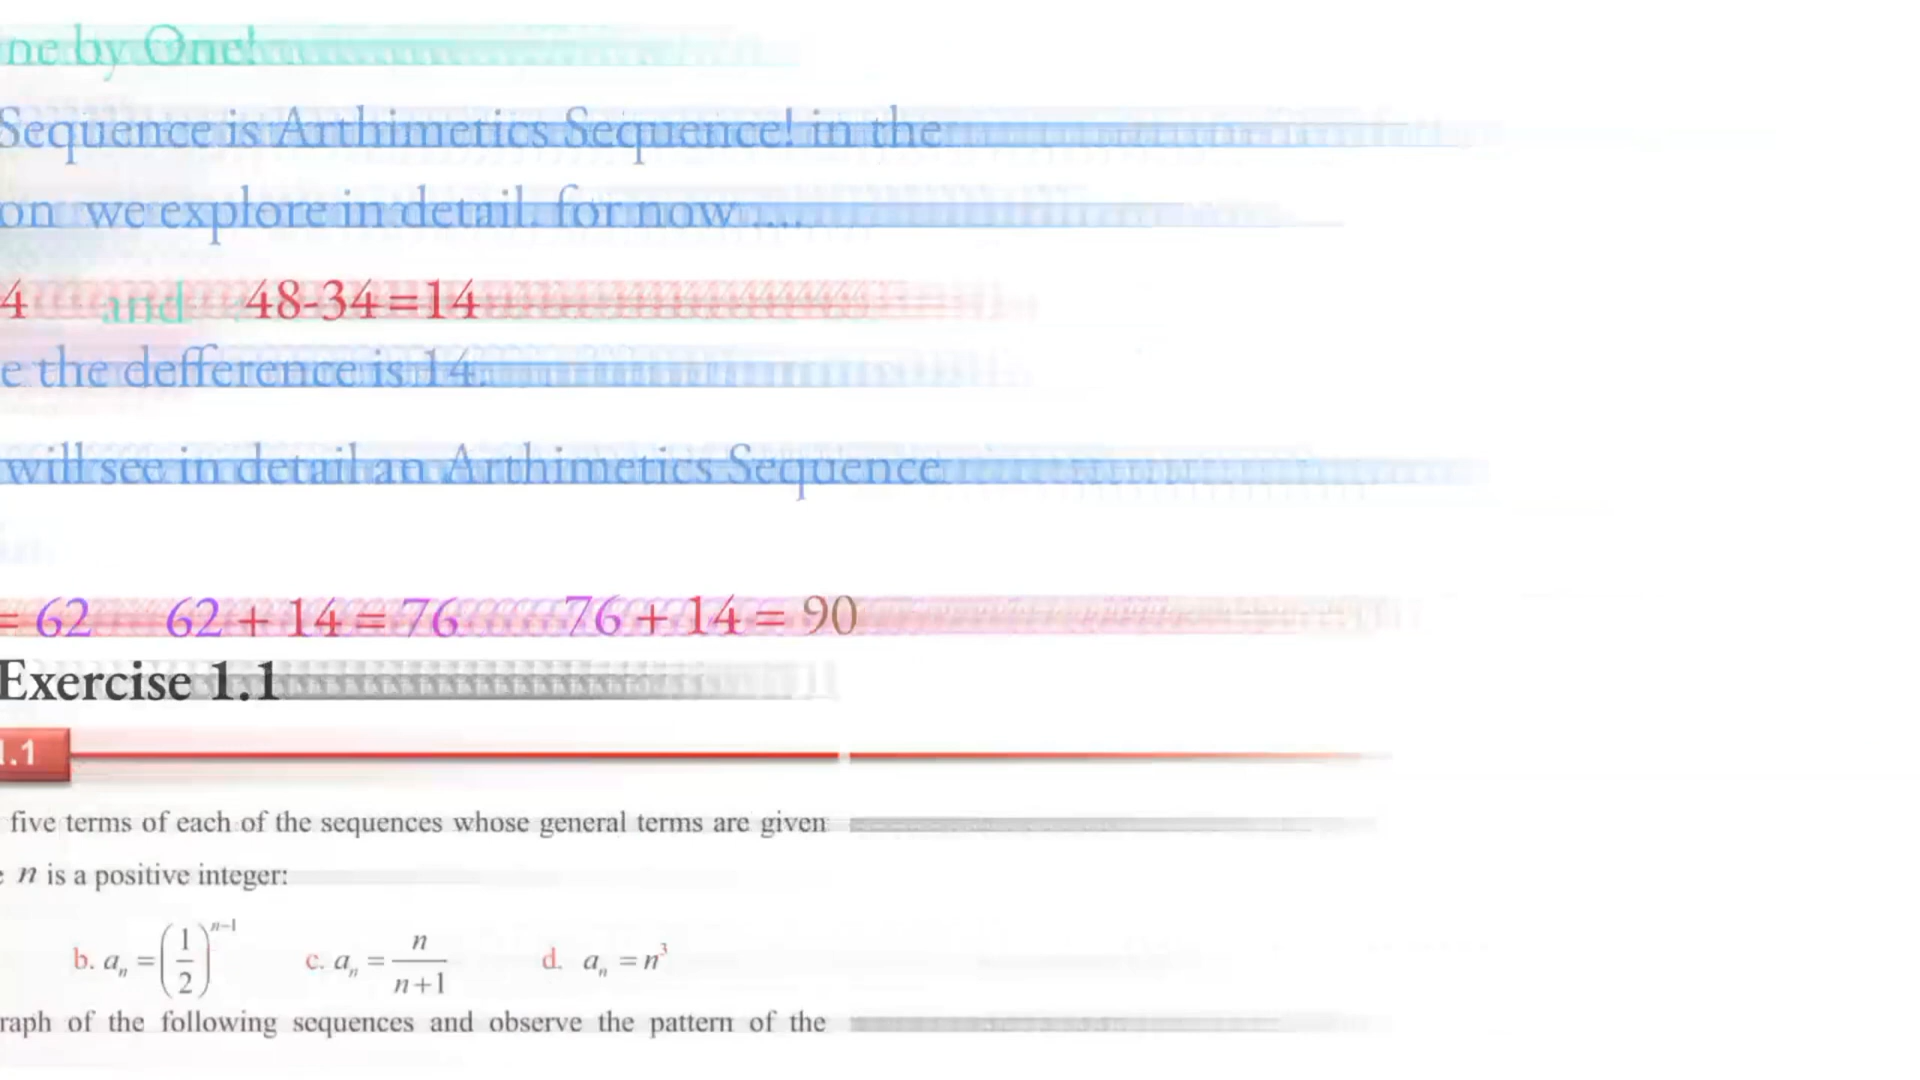 ne by One!
Sequence is Arthimetics Sequence! in the
on we explore in detail. for now ....
4 and 48-34=14
e the defference is 14.
will see in detail an Arthimetics Sequence
= 62 62 + 14 = 76 76 + 14 = 90
Exercise 1.1
1.1
five terms of each of the sequences whose general terms are given
n is a positive integer:
b. aₙ = (1/2)ⁿ⁻¹ c. aₙ = n/(n+1) d. aₙ = n³
raph of the following sequences and observe the pattern of the